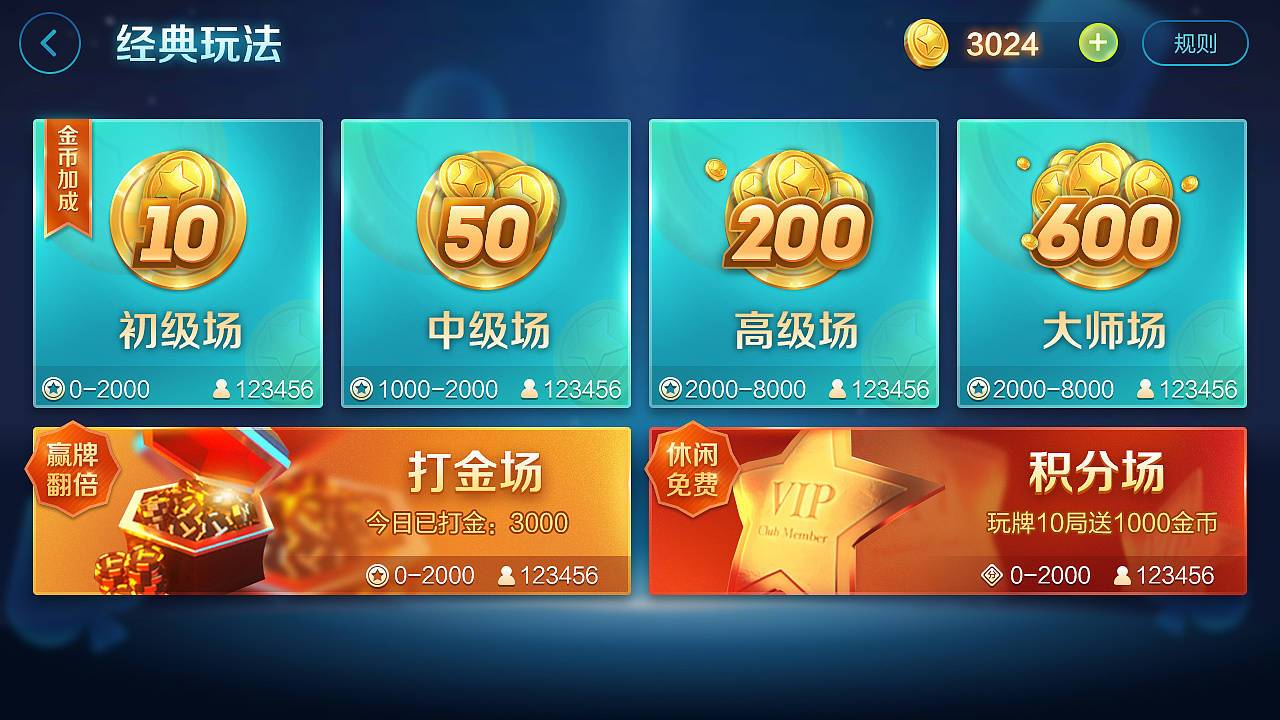 经典玩法
3024
规则
金币加成
10
初级场
0-2000
123456
50
中级场
1000-2000
123456
200
高级场
2000-8000
123456
600
大师场
2000-8000
123456
赢牌
翻倍
打金场
今日已打金：3000
0-2000
123456
休闲
免费
VIP
Club Member
积分场
玩牌10局送1000金币
0-2000
123456